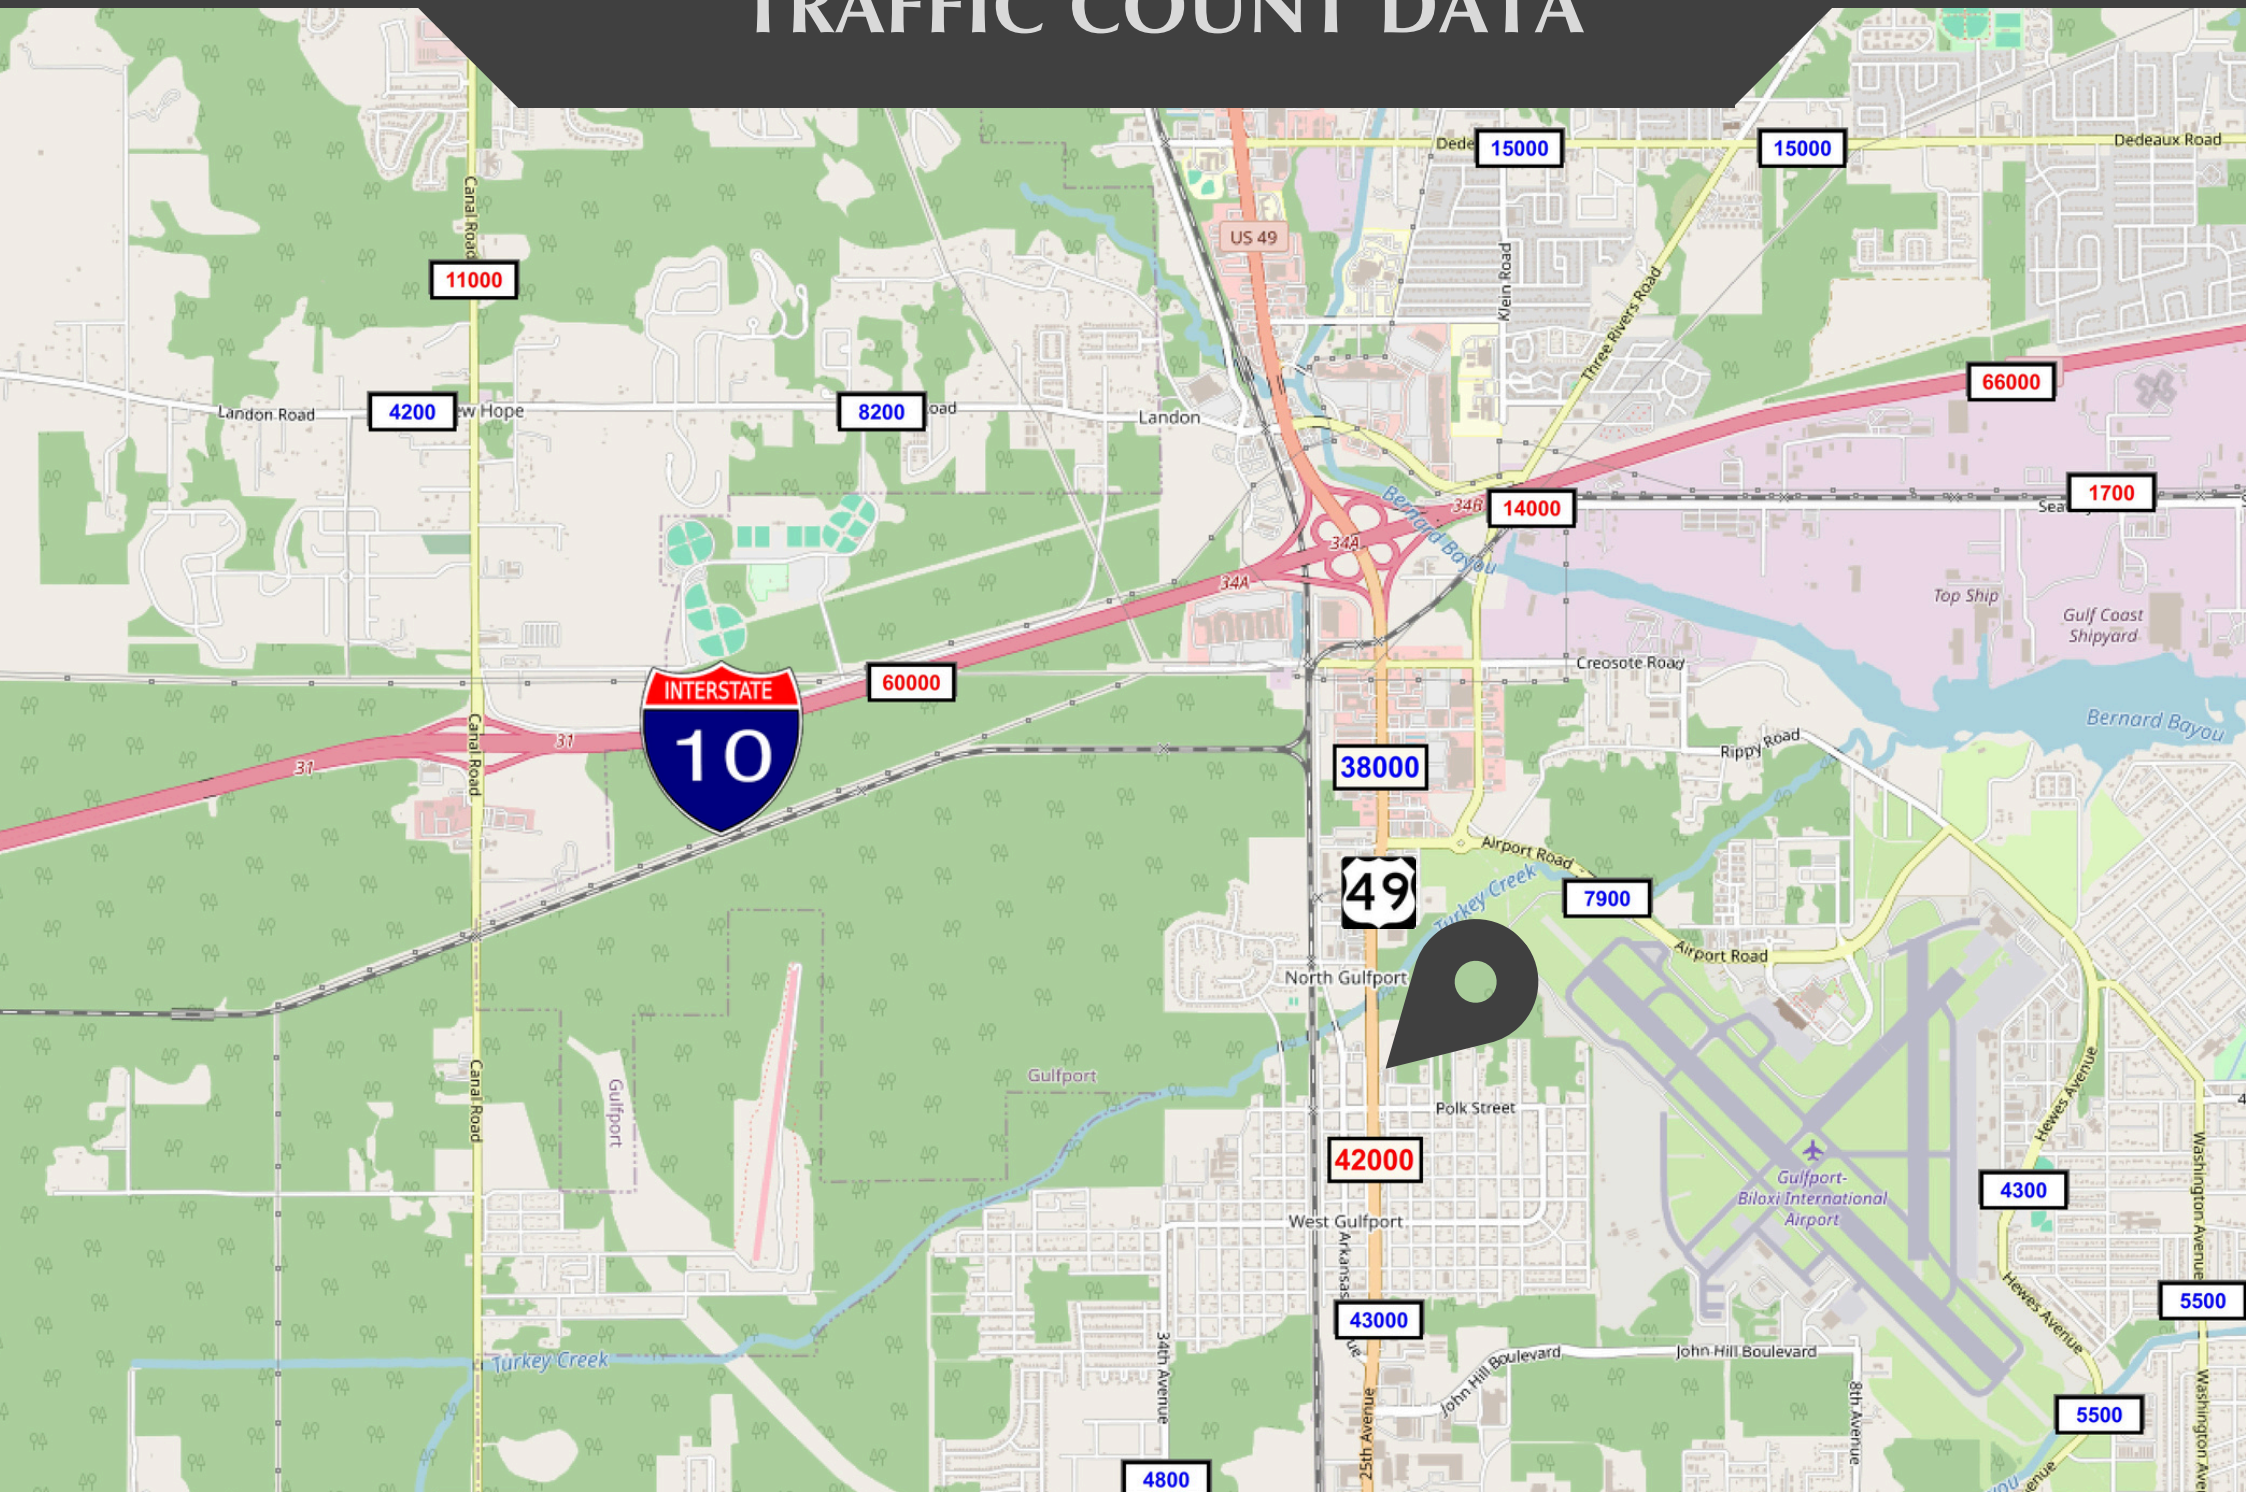 TRAFFIC COUNT DATA
15000
15000
Dedeaux Road
Canal Road
US 49
Klein Road
11000
Three Rivers Road
66000
Landon Road
4200
New Hope
8200
Landon
34B
14000
1700
Bernard Bayou
34A
34A
Top Ship
Gulf Coast
Shipyard
Creosote Road
60000
INTERSTATE
10
Canal Road
31
31
Bernard Bayou
Rippy Road
38000
Airport Road
49
Turkey Creek
7900
Airport Road
North Gulfport
Gulfport
Gulfport
Canal Road
Polk Street
Hewes Avenue
42000
Washington Avenue
Gulfport-
Biloxi International
Airport
4300
West Gulfport
Arkansas
5500
43000
Hewes Avenue
Turkey Creek
34th Avenue
John Hill Boulevard
John Hill Boulevard
25th Avenue
8th Avenue
Washington Ave
5500
4800